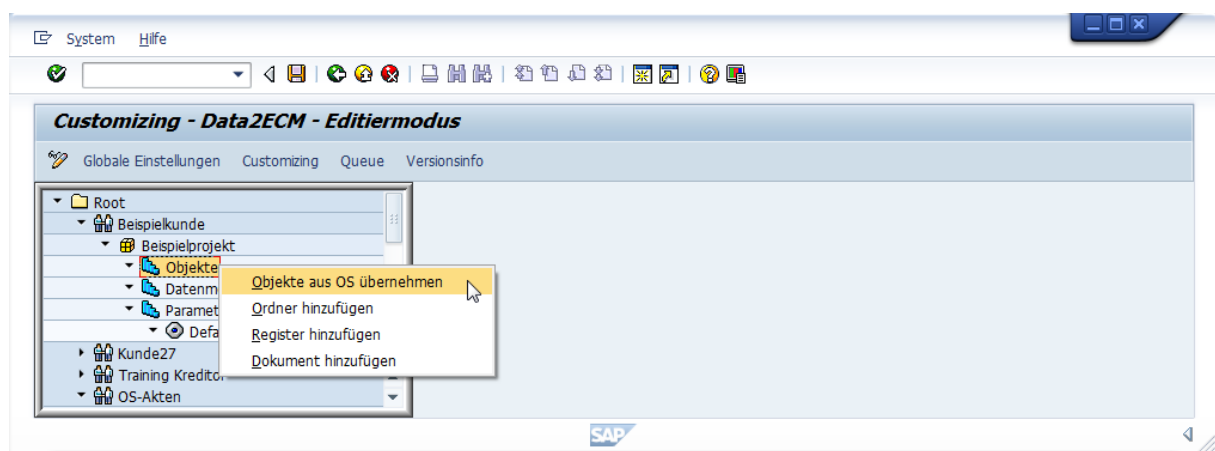 System Hilfe
Customizing - Data2ECM - Editiermodus
Globale Einstellungen Customizing Queue Versionsinfo
Root
Beispielkunde
Beispielprojekt
Objekte
Objekte aus OS übernehmen
Datenm
Ordner hinzufügen
Paramet
Register hinzufügen
Defa
Kunde27
Dokument hinzufügen
Training Kreditor
OS-Akten
SAP